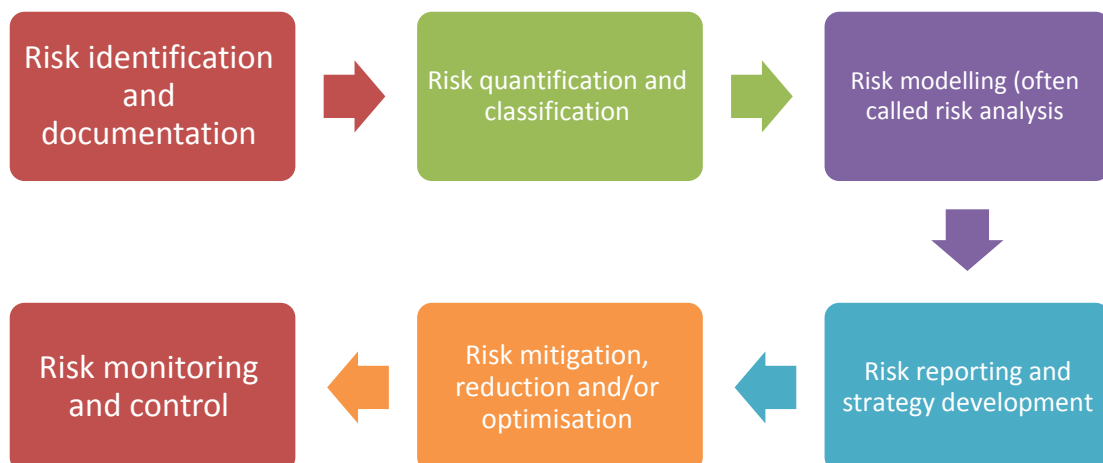 Risk identification
and
documentation
Risk quantification and
classification
Risk modelling (often
called risk analysis
Risk reporting and
strategy development
Risk mitigation,
reduction and/or
optimisation
Risk monitoring
and control